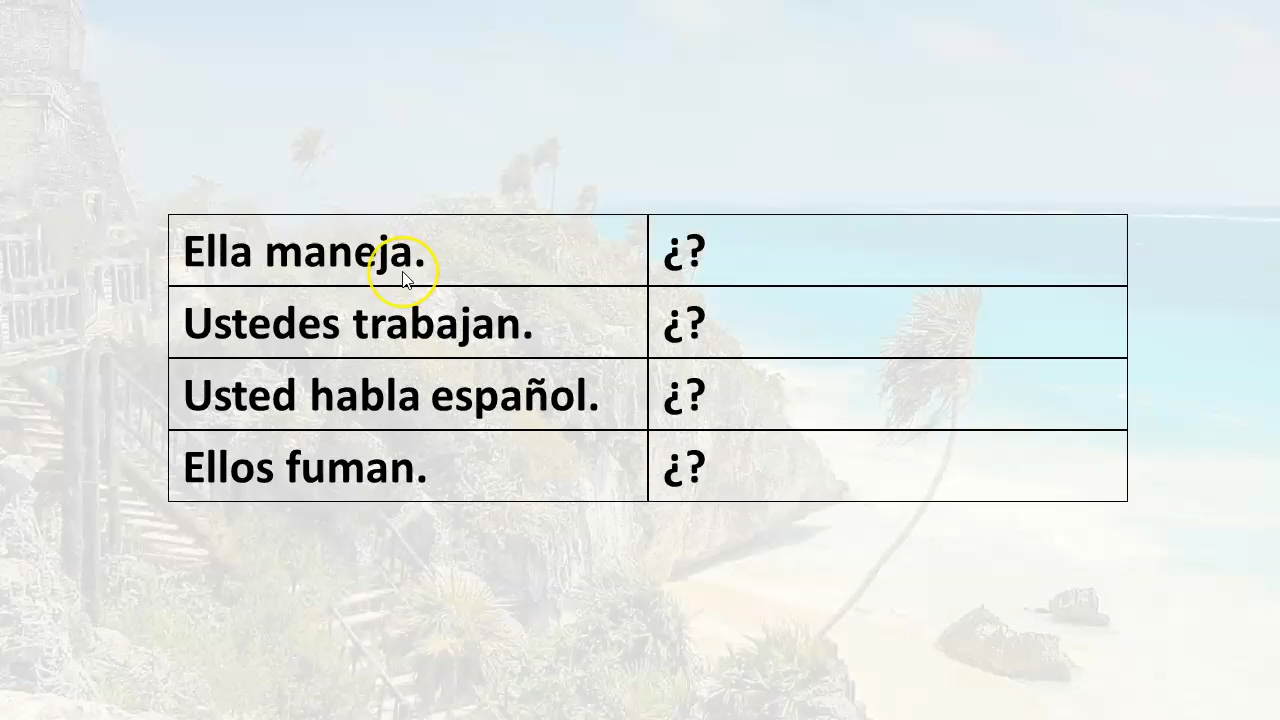 Ella maneja.
¿?
Ustedes trabajan.
¿?
Usted habla español.
¿?
Ellos fuman.
¿?